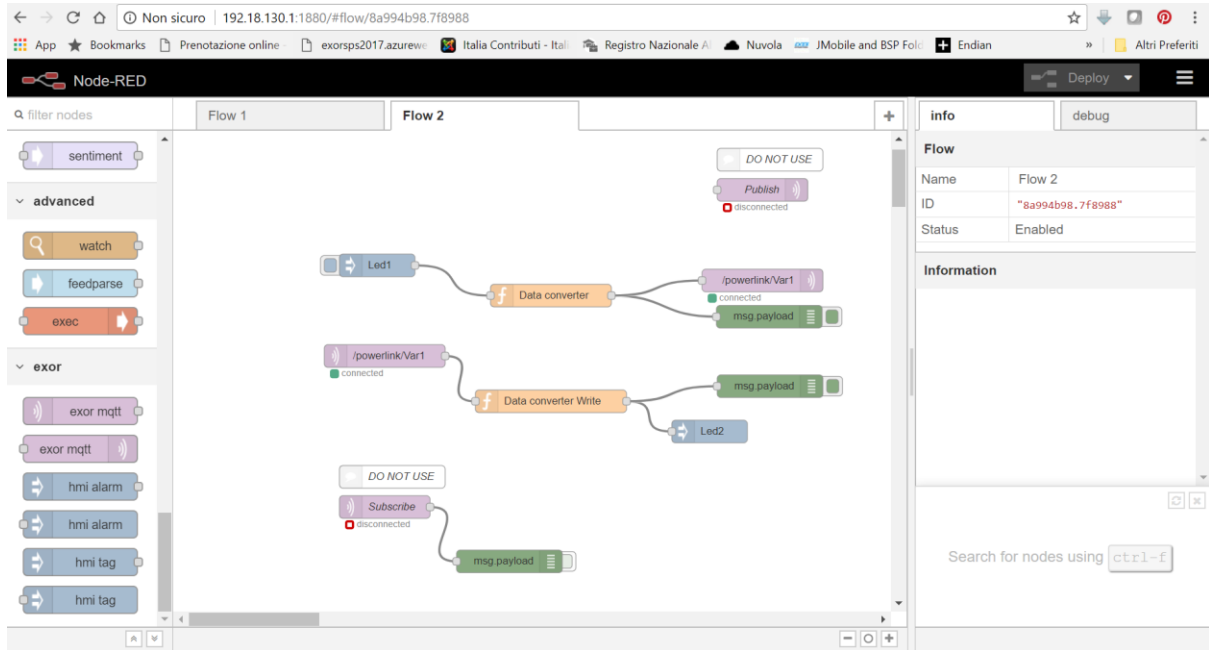 Non sicuro | 192.18.130.1:1880/#flow/8a994b98.7f8988
App Bookmarks Prenotazione online - exorsps2017.azurewe Italia Contributi - Itali Registro Nazionale A Nuvola JMobile and BSP Fold Endian » Altri Preferiti
Node-RED Deploy
filter nodes
Flow 1 Flow 2
info debug
sentiment
advanced
watch
feedparse
exec
exor
exor mqtt
exor mqtt
hmi alarm
hmi alarm
hmi tag
hmi tag
DO NOT USE
Publish
disconnected
Led1
Data converter
/powerlink/Var1
connected
msg.payload
/powerlink/Var1
connected
Data converter Write
msg.payload
Led2
DO NOT USE
Subscribe
disconnected
msg.payload
Flow
Name Flow 2
ID "8a994b98.7f8988"
Status Enabled
Information
Search for nodes using ctrl-f